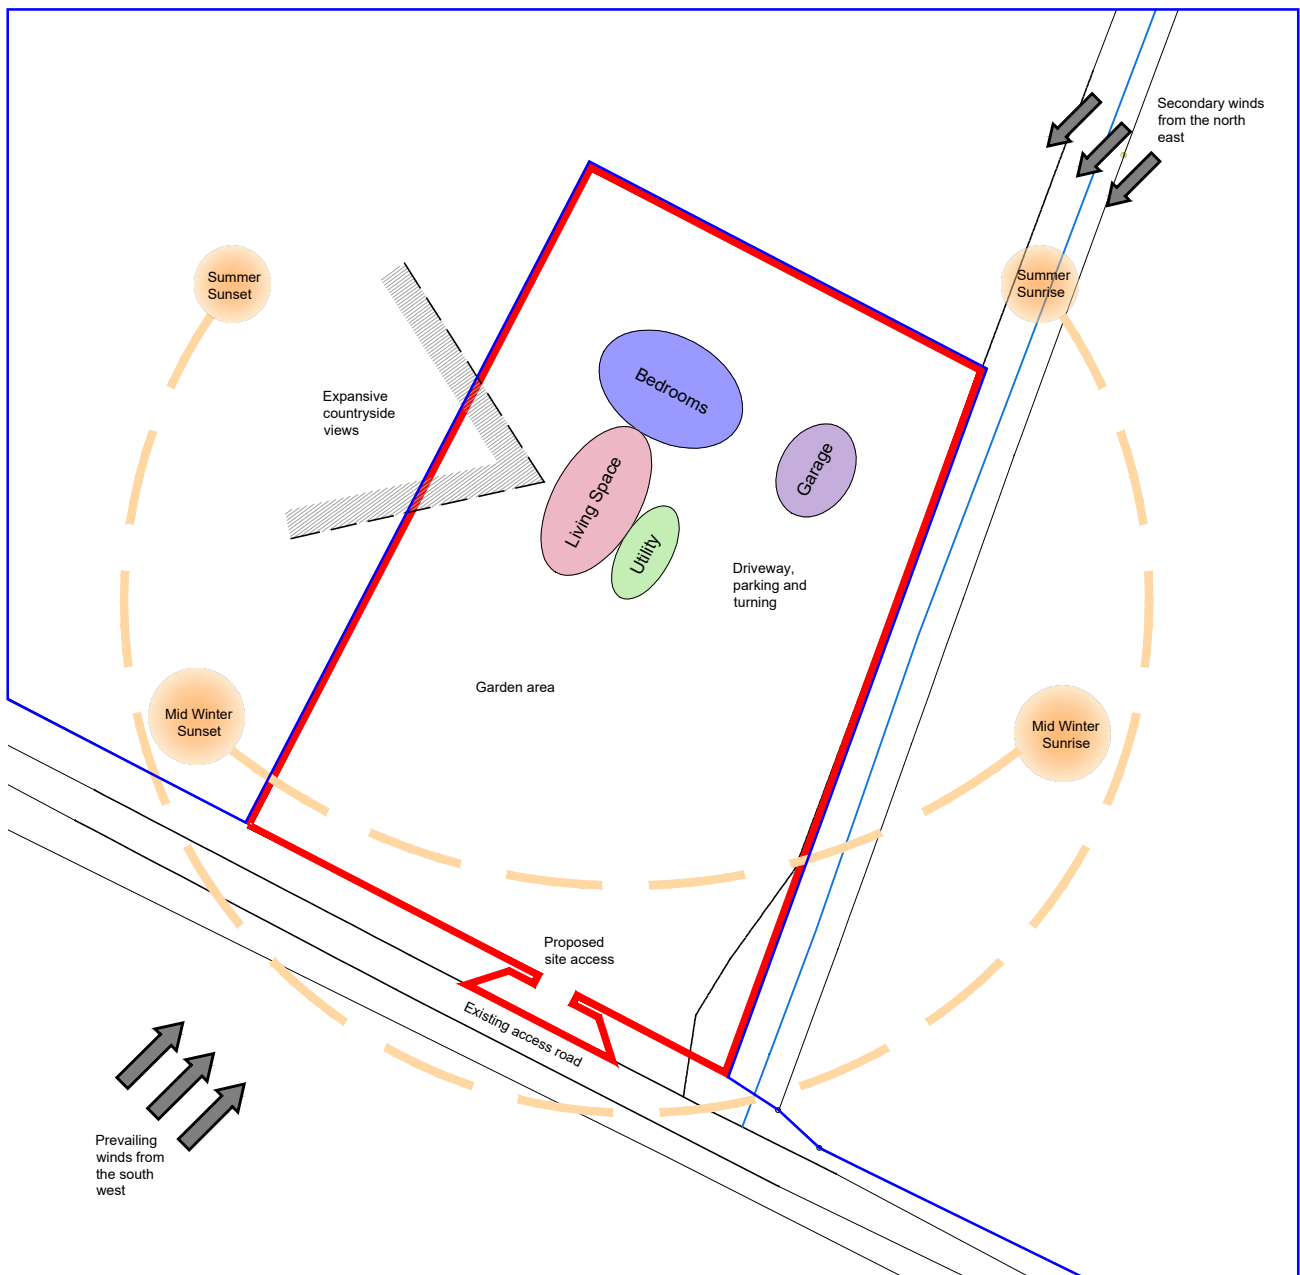 Secondary winds
from the north
east
Summer
Sunset
Summer
Sunrise
Expansive
countryside
views
Bedrooms
Garage
Living Space
Utility
Driveway,
parking and
turning
Garden area
Mid Winter
Sunset
Mid Winter
Sunrise
Proposed
site access
Existing access road
Prevailing
winds from
the south
west